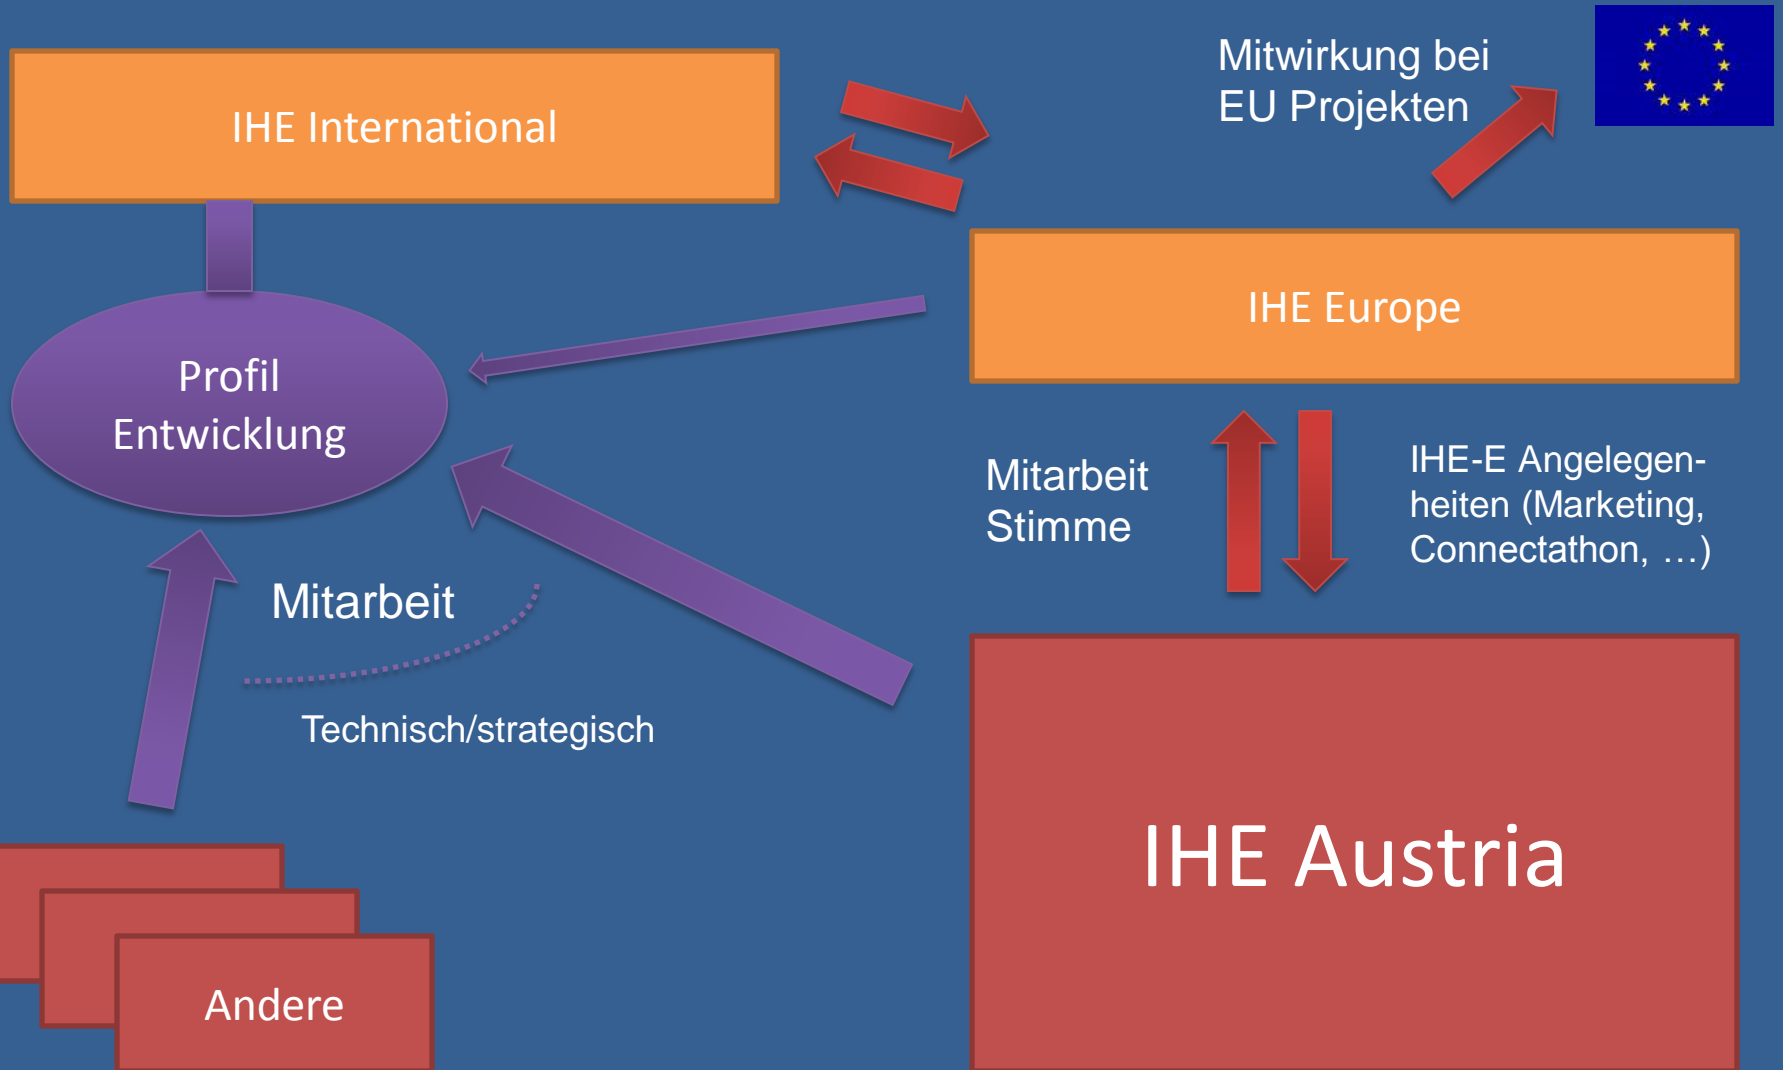 IHE International
Mitwirkung bei
EU Projekten
IHE Europe
Profil
Entwicklung
Mitarbeit
Stimme
IHE-E Angelegen-
heiten (Marketing,
Connectathon, …)
Mitarbeit
Technisch/strategisch
IHE Austria
Andere